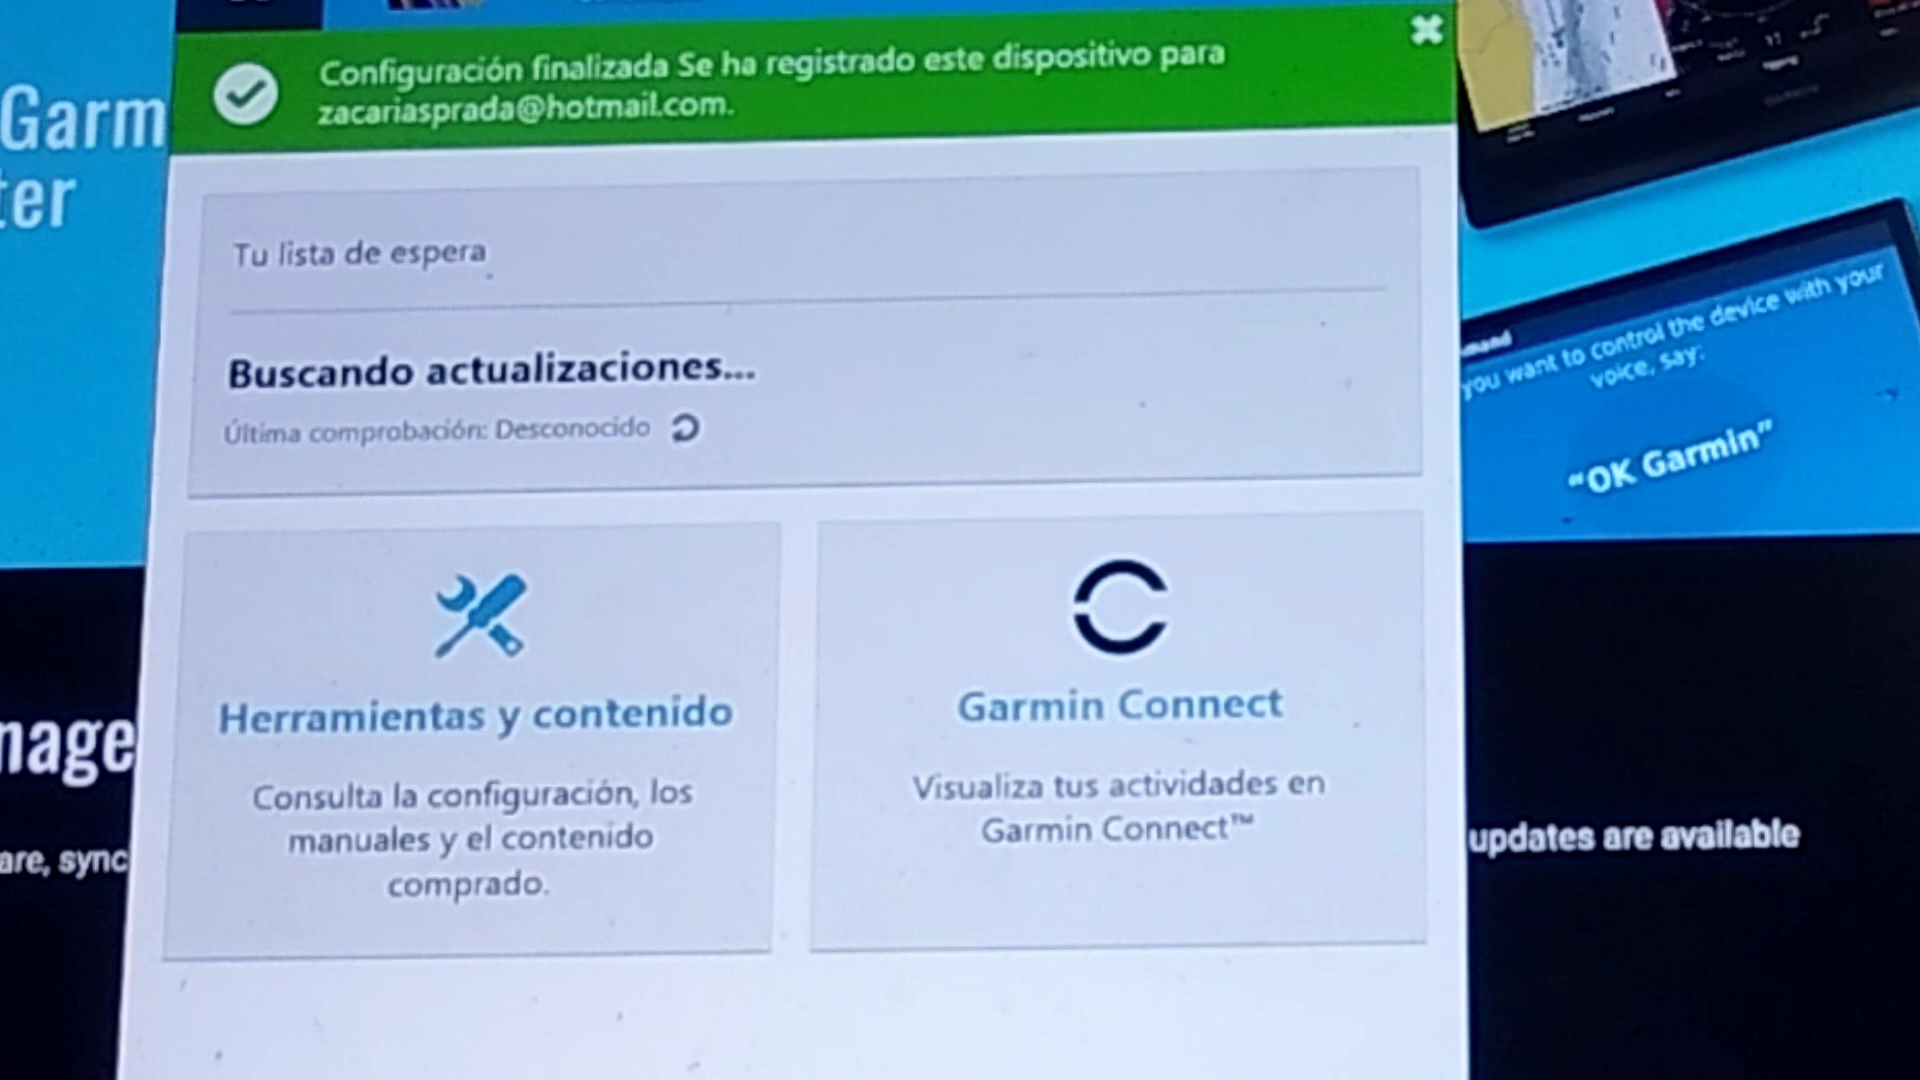 Configuración finalizada Se ha registrado este dispositivo para
zacariasprada@hotmail.com.
Garm
ter
Tu lista de espera
Buscando actualizaciones...
Última comprobación: Desconocido
you want to control the device with your
voice, say:
“OK Garmin”
Herramientas y contenido
Consulta la configuración, los
manuales y el contenido
comprado.
Garmin Connect
Visualiza tus actividades en
Garmin Connect™
nage
are, sync
updates are available